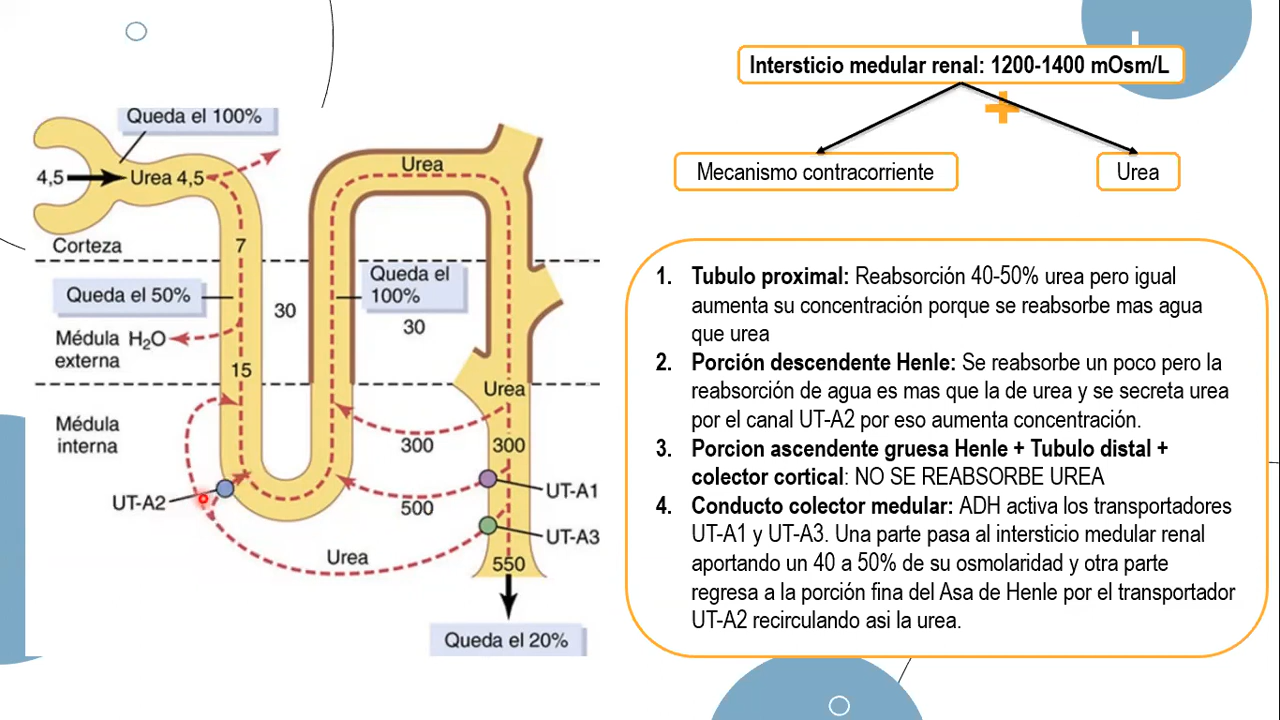 Queda el 100%
4,5
Urea 4,5
Urea
Corteza
7
Queda el 50%
30
Queda el
100%
30
Médula H₂O
externa
15
Urea
Médula
interna
300
300
UT-A2
500
UT-A1
UT-A3
Urea
550
Queda el 20%
Intersticio medular renal: 1200-1400 mOsm/L
Mecanismo contracorriente
Urea
1. Tubulo proximal: Reabsorción 40-50% urea pero igual
aumenta su concentración porque se reabsorbe mas agua
que urea
2. Porción descendente Henle: Se reabsorbe un poco pero la
reabsorción de agua es mas que la de urea y se secreta urea
por el canal UT-A2 por eso aumenta concentración.
3. Porcion ascendente gruesa Henle + Tubulo distal +
colector cortical: NO SE REABSORBE UREA
4. Conducto colector medular: ADH activa los transportadores
UT-A1 y UT-A3. Una parte pasa al intersticio medular renal
aportando un 40 a 50% de su osmolaridad y otra parte
regresa a la porción fina del Asa de Henle por el transportador
UT-A2 recirculando asi la urea.